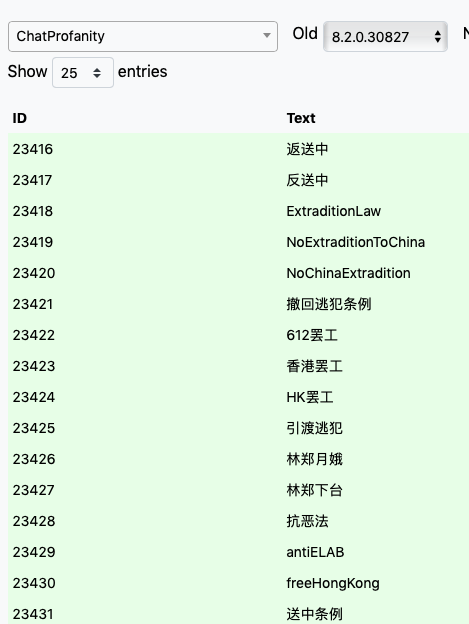 ChatProfanity Old 8.2.0.30827 N
Show 25 entries
ID Text
23416 返送中
23417 反送中
23418 ExtraditionLaw
23419 NoExtraditionToChina
23420 NoChinaExtradition
23421 撤回逃犯条例
23422 612罢工
23423 香港罢工
23424 HK罢工
23425 引渡逃犯
23426 林郑月娥
23427 林郑下台
23428 抗恶法
23429 antiELAB
23430 freeHongKong
23431 送中条例